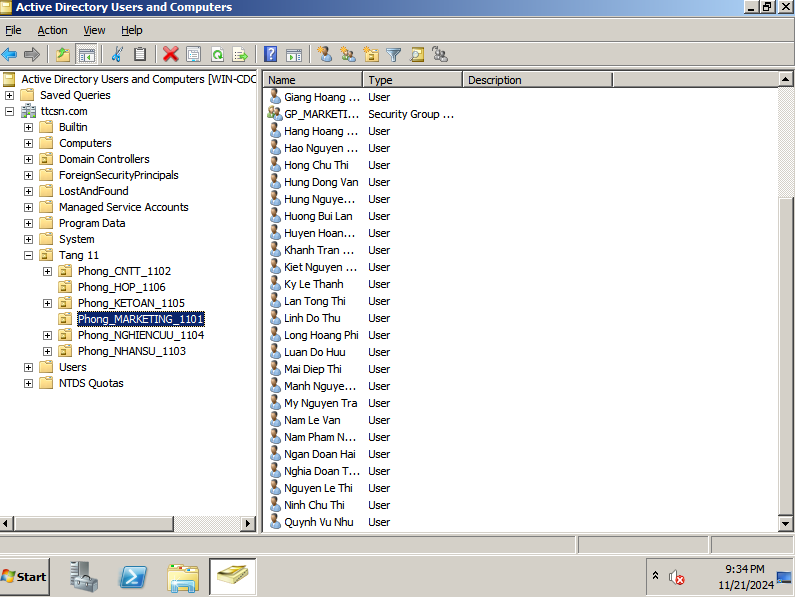 Active Directory Users and Computers
File Action View Help
Active Directory Users and Computers [WIN-CDC
Saved Queries
ttcsn.com
Builtin
Computers
Domain Controllers
ForeignSecurityPrincipals
LostAndFound
Managed Service Accounts
Program Data
System
Tang 11
Phong_CNTT_1102
Phong_HOP_1106
Phong_KETOAN_1105
Phong_MARKETING_1101
Phong_NGHIENCUU_1104
Phong_NHANSU_1103
Users
NTDS Quotas
Name Type Description
Giang Hoang ... User
GP_MARKETI... Security Group ...
Hang Hoang ... User
Hao Nguyen ... User
Hong Chu Thi User
Hung Dong Van User
Hung Nguye... User
Huong Bui Lan User
Huyen Hoan... User
Khanh Tran ... User
Kiet Nguyen ... User
Ky Le Thanh User
Lan Tong Thi User
Linh Do Thu User
Long Hoang Phi User
Luan Do Huu User
Mai Diep Thi User
Manh Nguye... User
My Nguyen Tra User
Nam Le Van User
Nam Pham N... User
Ngan Doan Hai User
Nghia Doan T... User
Nguyen Le Thi User
Ninh Chu Thi User
Quynh Vu Nhu User
Start
9:34 PM
11/21/2024